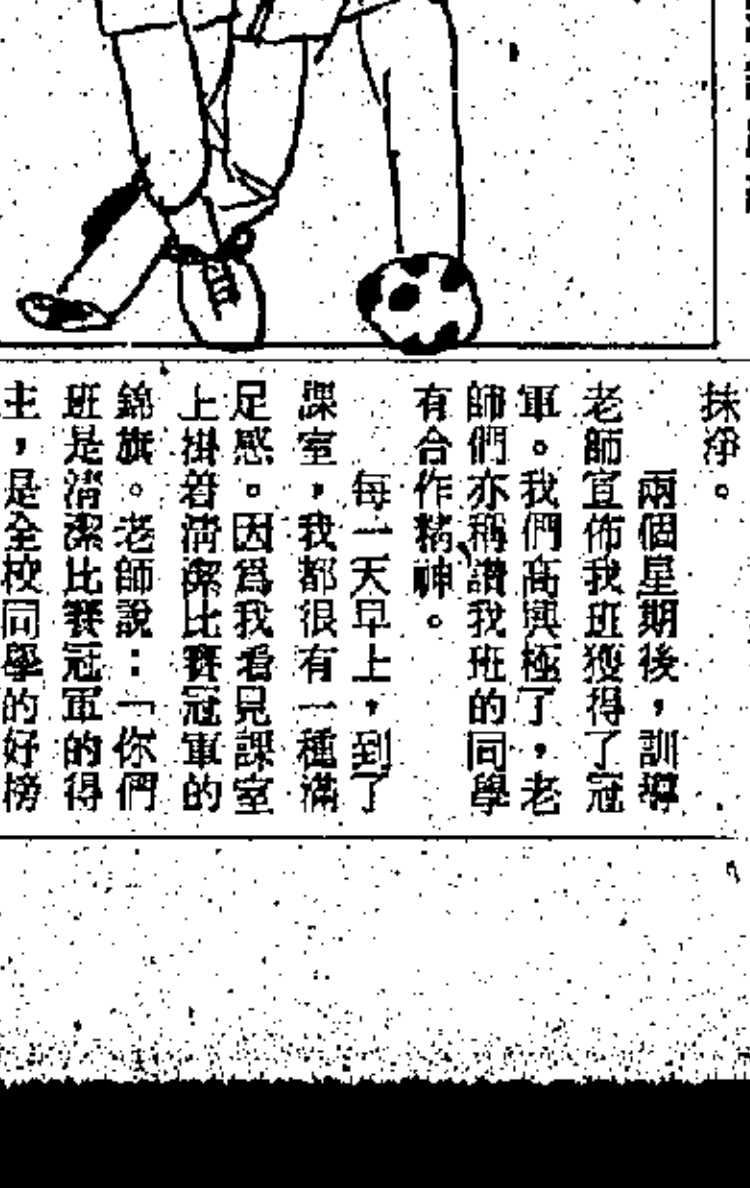 抹淨。
兩個星期後，訓導
老師宣佈我班獲得了冠
軍。我們高興極了，老
師們亦稱讚我班的同學
有合作精神。
每一天早上，到了
課室，我都很有一種滿
足感。因爲我看見課室
上掛着清潔比賽冠軍的
錦旗。老師說：「你們
班是清潔比賽冠軍的得
主，是全校同學的好榜